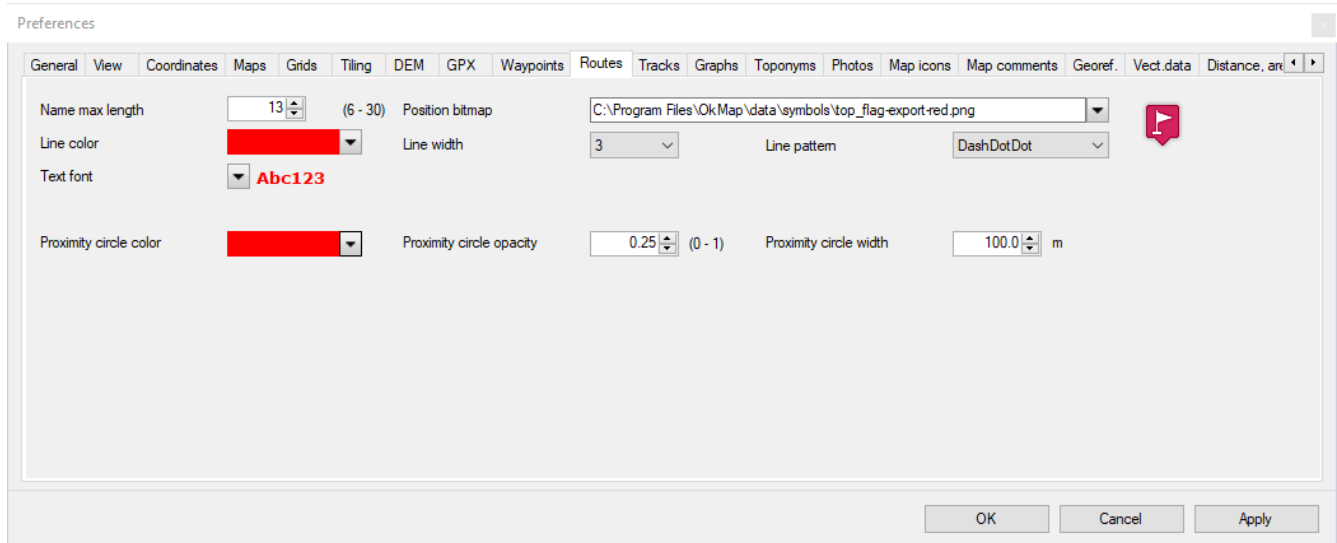 Preferences
General View Coordinates Maps Grids Tiling DEM GPX Waypoints Routes Tracks Graphs Toponyms Photos Map icons Map comments Georef. Vect.data Distance, are
Name max length 13 (6 - 30) Position bitmap C:\Program Files\OkMap\data\symbols\top_flag-export-red.png
Line color Line width 3 Line pattern DashDotDot
Text font Abc123
Proximity circle color Proximity circle opacity 0.25 (0 - 1) Proximity circle width 100.0 m
OK Cancel Apply